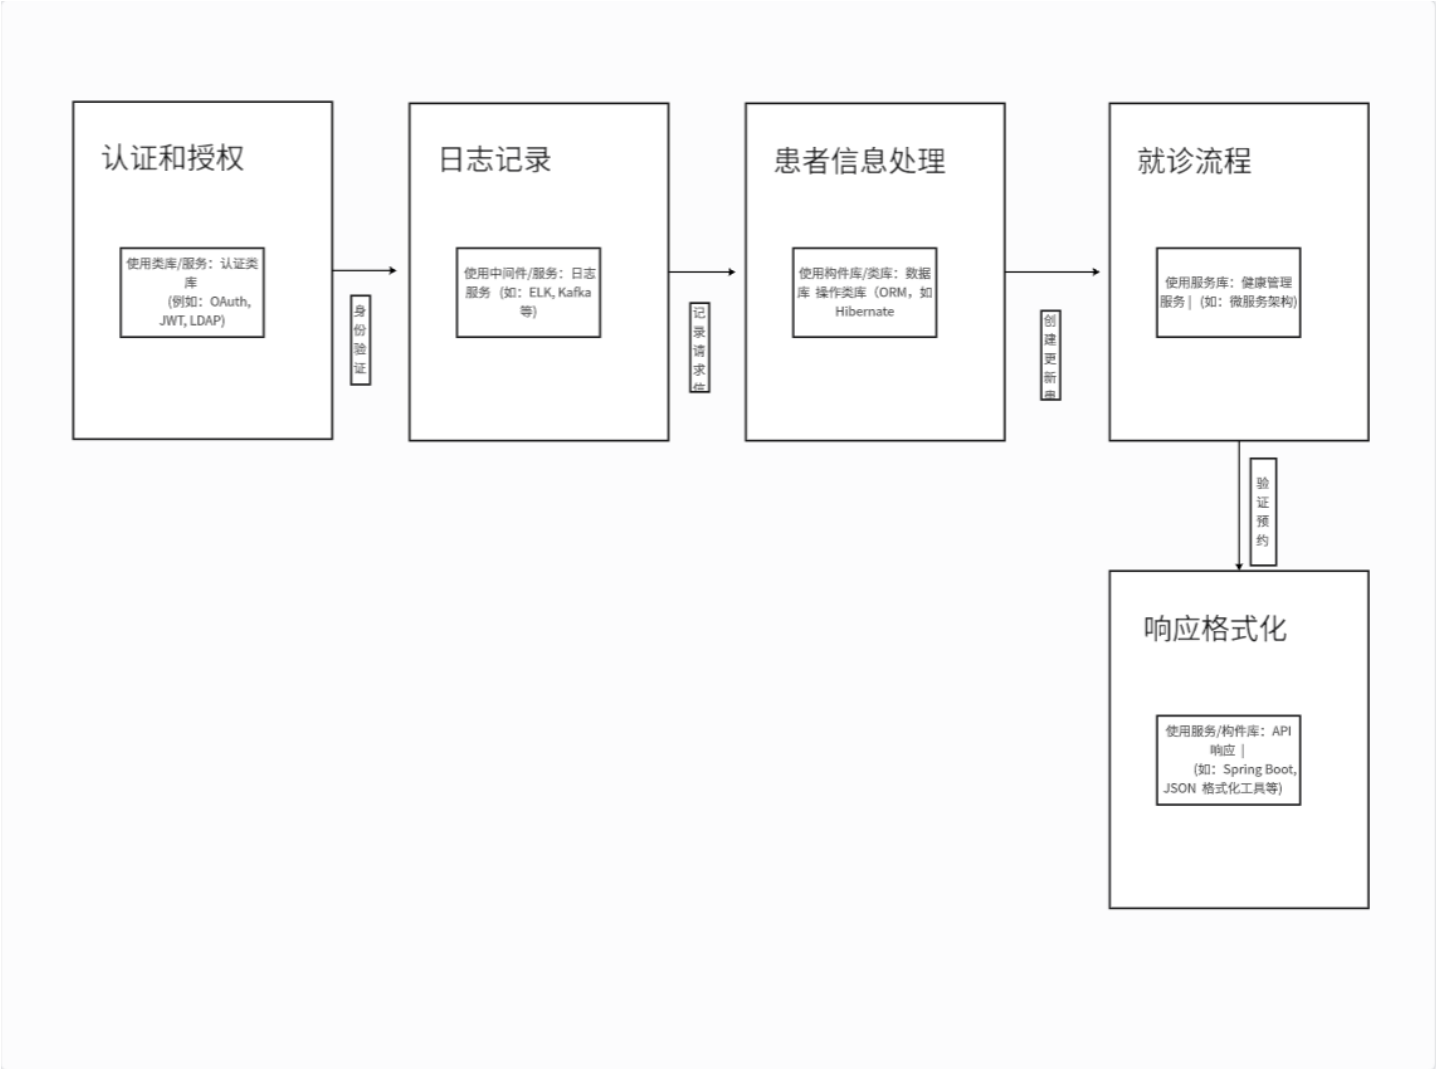 认证和授权
使用类库/服务：认证类
库
(例如：OAuth,
JWT, LDAP)
身
份
验
证
日志记录
使用中间件/服务：日志
服务 (如：ELK, Kafka
等)
记
录
请
求
信
患者信息处理
使用构件库/类库：数据
库 操作类库（ORM，如
Hibernate
创
建
更
新
患
就诊流程
使用服务库：健康管理
服务 | (如：微服务架构)
验
证
预
约
响应格式化
使用服务/构件库：API
响应 |
(如：Spring Boot,
JSON 格式化工具等)